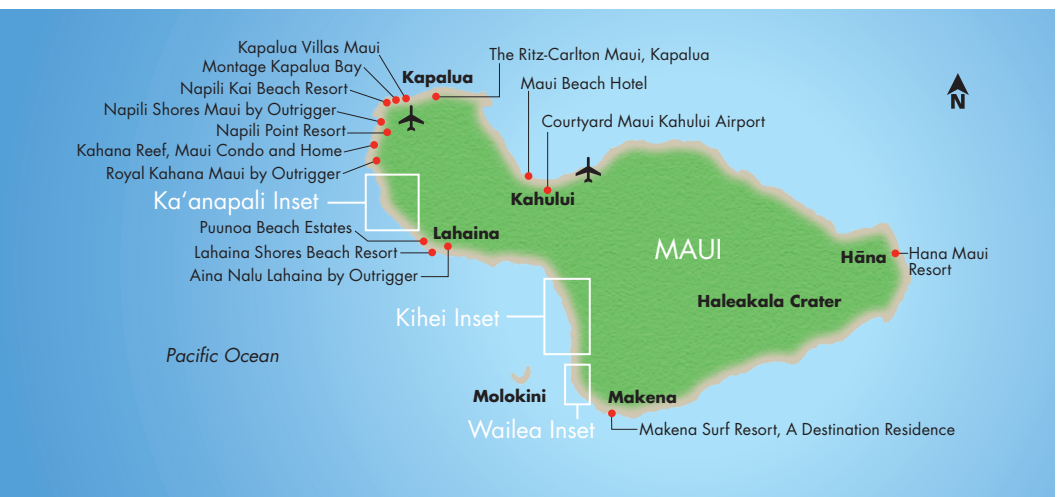 Kapalua Villas Maui
Montage Kapalua Bay
Napili Kai Beach Resort
Napili Shores Maui by Outrigger
Napili Point Resort
Kahana Reef, Maui Condo and Home
Royal Kahana Maui by Outrigger
Kapalua
The Ritz-Carlton Maui, Kapalua
Maui Beach Hotel
Courtyard Maui Kahului Airport
N
Ka‘anapali Inset
Kahului
Puunoa Beach Estates
Lahaina
Lahaina Shores Beach Resort
Aina Nalu Lahaina by Outrigger
MAUI
Hāna
Hana Maui
Resort
Haleakala Crater
Kihei Inset
Pacific Ocean
Molokini
Makena
Wailea Inset
Makena Surf Resort, A Destination Residence